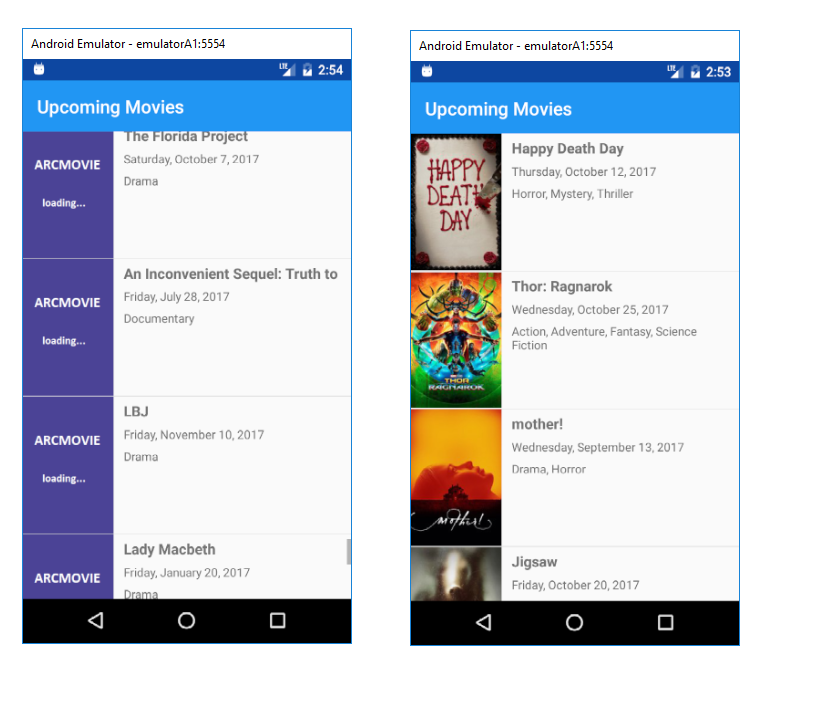 Android Emulator - emulatorA1:5554
LTE 2:54
Upcoming Movies
The Florida Project
ARCMOVIE
Saturday, October 7, 2017
Drama
loading...
An Inconvenient Sequel: Truth to
Friday, July 28, 2017
ARCMOVIE
Documentary
loading...
LBJ
Friday, November 10, 2017
ARCMOVIE
Drama
loading...
Lady Macbeth
Friday, January 20, 2017
ARCMOVIE
Drama
Android Emulator - emulatorA1:5554
LTE 2:53
Upcoming Movies
HAPPY
DEATH
DAY
Happy Death Day
Thursday, October 12, 2017
Horror, Mystery, Thriller
THOR
RAGNAROK
Thor: Ragnarok
Wednesday, October 25, 2017
Action, Adventure, Fantasy, Science
Fiction
mother!
mother!
Wednesday, September 13, 2017
Drama, Horror
Jigsaw
Friday, October 20, 2017